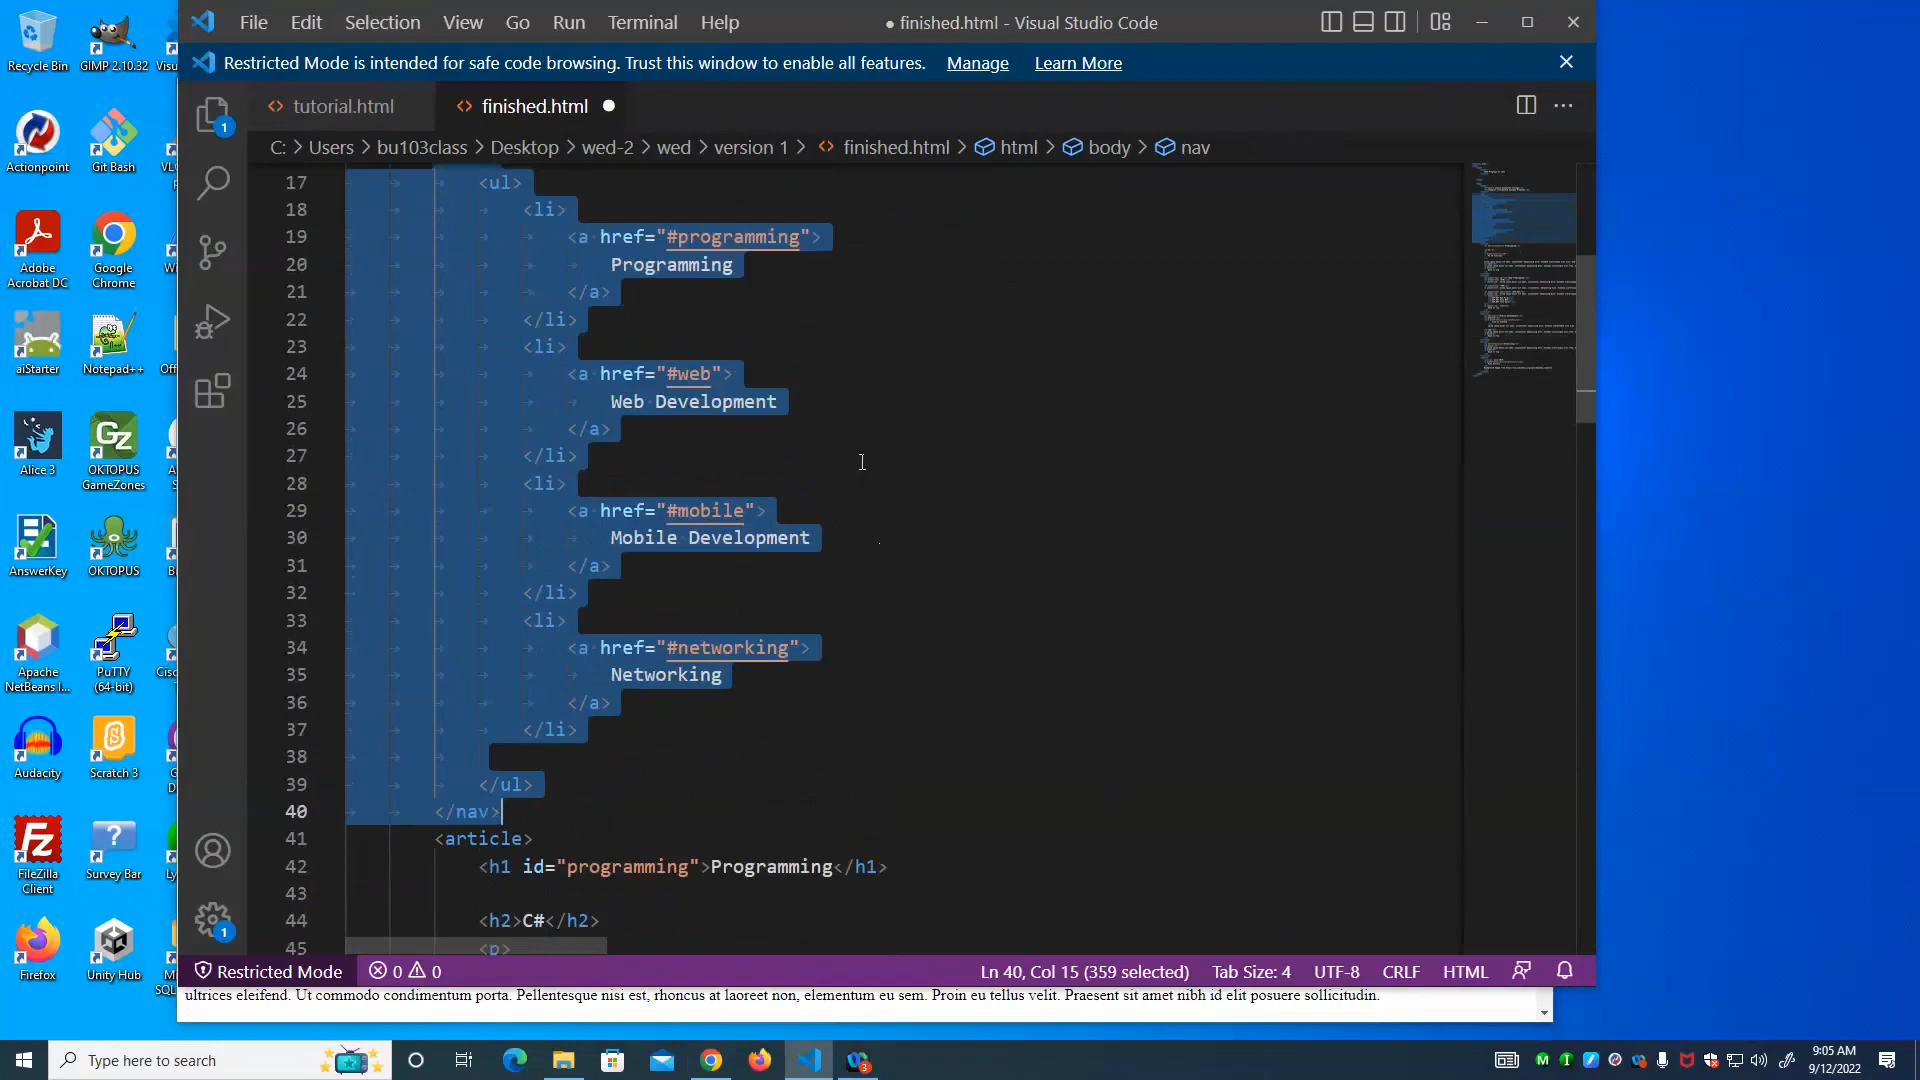 File Edit Selection View Go Run Terminal Help ● finished.html - Visual Studio Code
Restricted Mode is intended for safe code browsing. Trust this window to enable all features. Manage Learn More
1
<> tutorial.html <> finished.html ●
C: > Users > bu103class > Desktop > wed-2 > wed > version 1 > <> finished.html > html > body > nav
17 <ul>
18 <li>
19 <a href="#programming">
20 Programming
21 </a>
22 </li>
23 <li>
24 <a href="#web">
25 Web Development
26 </a>
27 </li>
28 <li>
29 <a href="#mobile">
30 Mobile Development
31 </a>
32 </li>
33 <li>
34 <a href="#networking">
35 Networking
36 </a>
37 </li>
38
39 </ul>
40 </nav>
41 <article>
42 <h1 id="programming">Programming</h1>
43
44 <h2>C#</h2>
45 <p>
1
Restricted Mode 0 0 Ln 40, Col 15 (359 selected) Tab Size: 4 UTF-8 CRLF HTML
ultrices eleifend. Ut commodo condimentum porta. Pellentesque nisi est, rhoncus at laoreet non, elementum eu sem. Proin eu tellus velit. Praesent sit amet nibh id elit posuere sollicitudin.
Recycle Bin GIMP 2.10.32
Actionpoint Git Bash
Adobe
Acrobat DC
Google
Chrome
aiStarter Notepad++
Alice 3
OKTOPUS
GameZones
AnswerKey OKTOPUS
Apache
NetBeans I...
PuTTY
(64-bit)
Audacity Scratch 3
FileZilla
Client
Survey Bar
Firefox Unity Hub
Type here to search
3
9:05 AM
9/12/2022